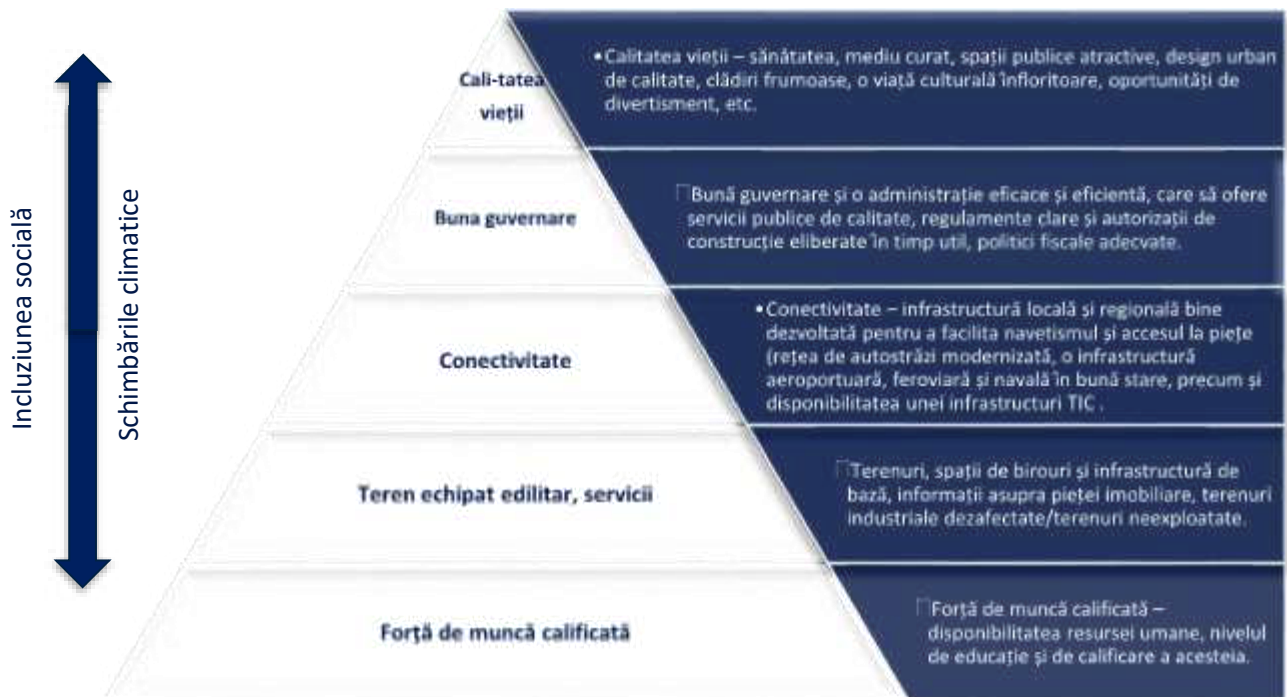 Incluziunea socială
Schimbările climatice
Cali-tatea
vieții
•Calitatea vieții – sănătatea, mediu curat, spații publice atractive, design urban
de calitate, clădiri frumoase, o viață culturală înfloritoare, oportunități de
divertisment, etc.
Buna guvernare
□Bună guvernare și o administrație eficace și eficientă, care să ofere
servicii publice de calitate, regulamente clare și autorizații de
construcție eliberate în timp util, politici fiscale adecvate.
Conectivitate
•Conectivitate – infrastructură locală și regională bine
dezvoltată pentru a facilita navetismul și accesul la piețe
(rețea de autostrăzi modernizată, o infrastructură
aeroportuară, feroviară și navală în bună stare, precum și
disponibilitatea unei infrastructuri TIC .
Teren echipat edilitar, servicii
□Terenuri, spații de birouri și infrastructură de
bază, informații asupra pieței imobiliare, terenuri
industriale dezafectate/terenuri neexploatate.
Forță de muncă calificată
□Forță de muncă calificată –
disponibilitatea resursei umane, nivelul
de educație și de calificare a acesteia.